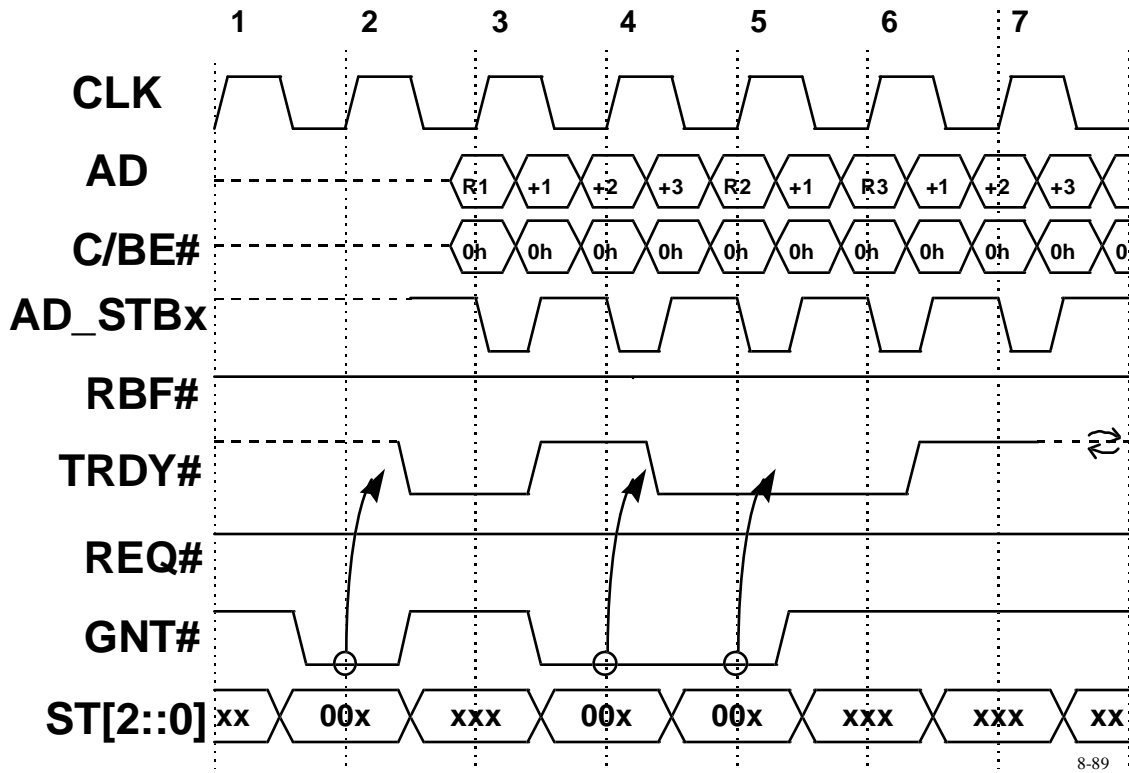 1 2 3 4 5 6 7
CLK
AD R1 +1 +2 +3 R2 +1 R3 +1 +2 +3
C/BE# 0h 0h 0h 0h 0h 0h 0h 0h 0h 0h 0
AD_STBx
RBF#
TRDY#
REQ#
GNT#
ST[2::0] xx 00x xxx 00x 00x xxx xxx xx
8-89